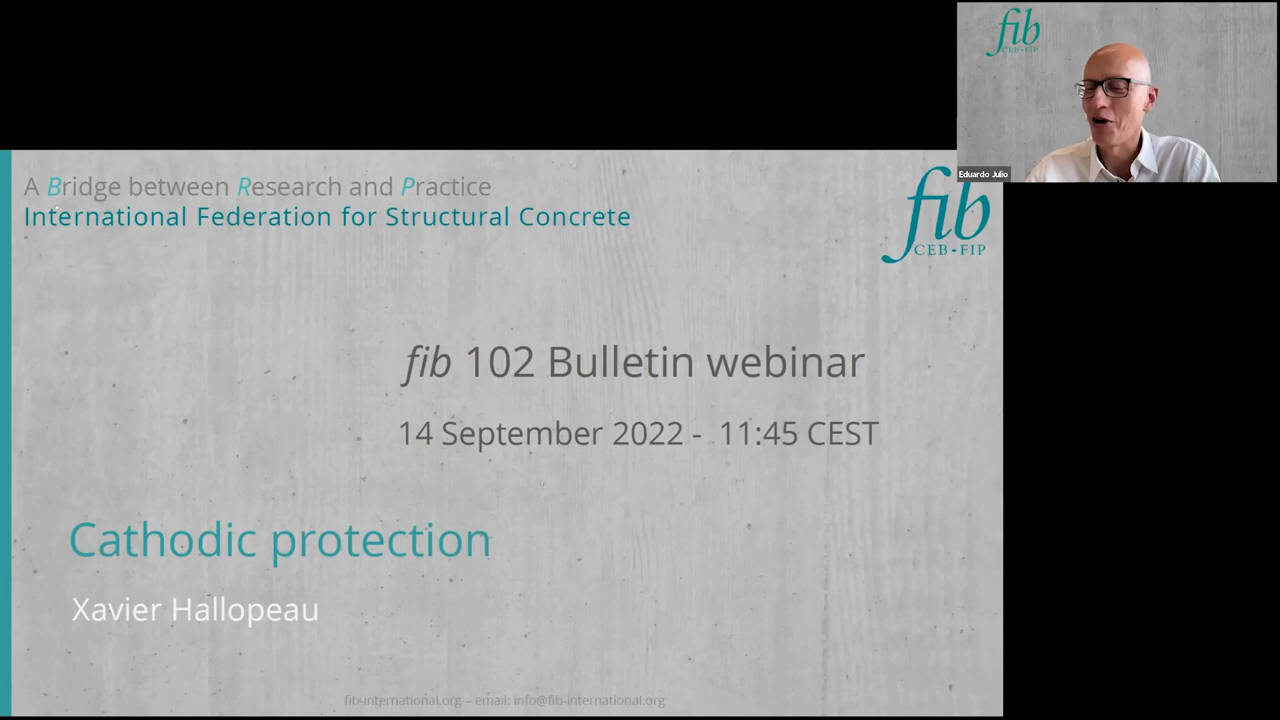 fib
CEB-FIP
Eduardo Julio
A Bridge between Research and Practice
International Federation for Structural Concrete
fib
CEB-FIP
fib 102 Bulletin webinar
14 September 2022 - 11:45 CEST
Cathodic protection
Xavier Hallopeau
fib-international.org – email: info@fib-international.org